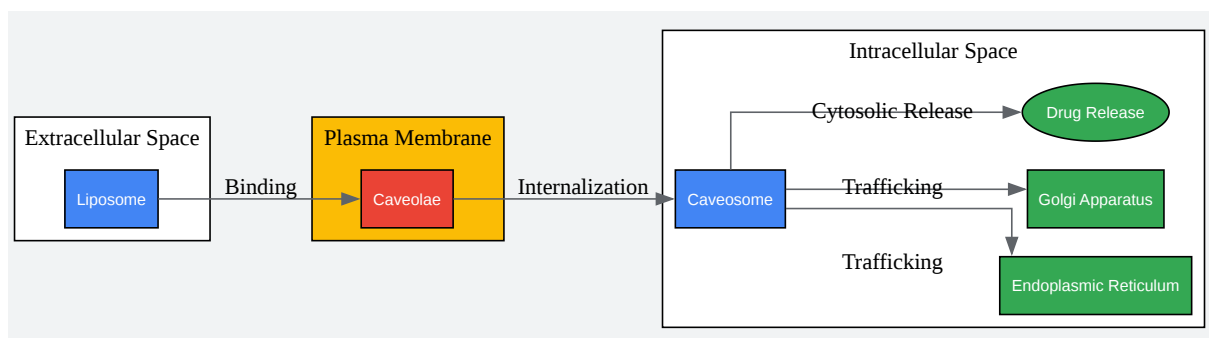 Extracellular Space
Liposome
Binding
Plasma Membrane
Caveolae
Internalization
Intracellular Space
Caveosome
Cytosolic Release
Drug Release
Trafficking
Golgi Apparatus
Trafficking
Endoplasmic Reticulum